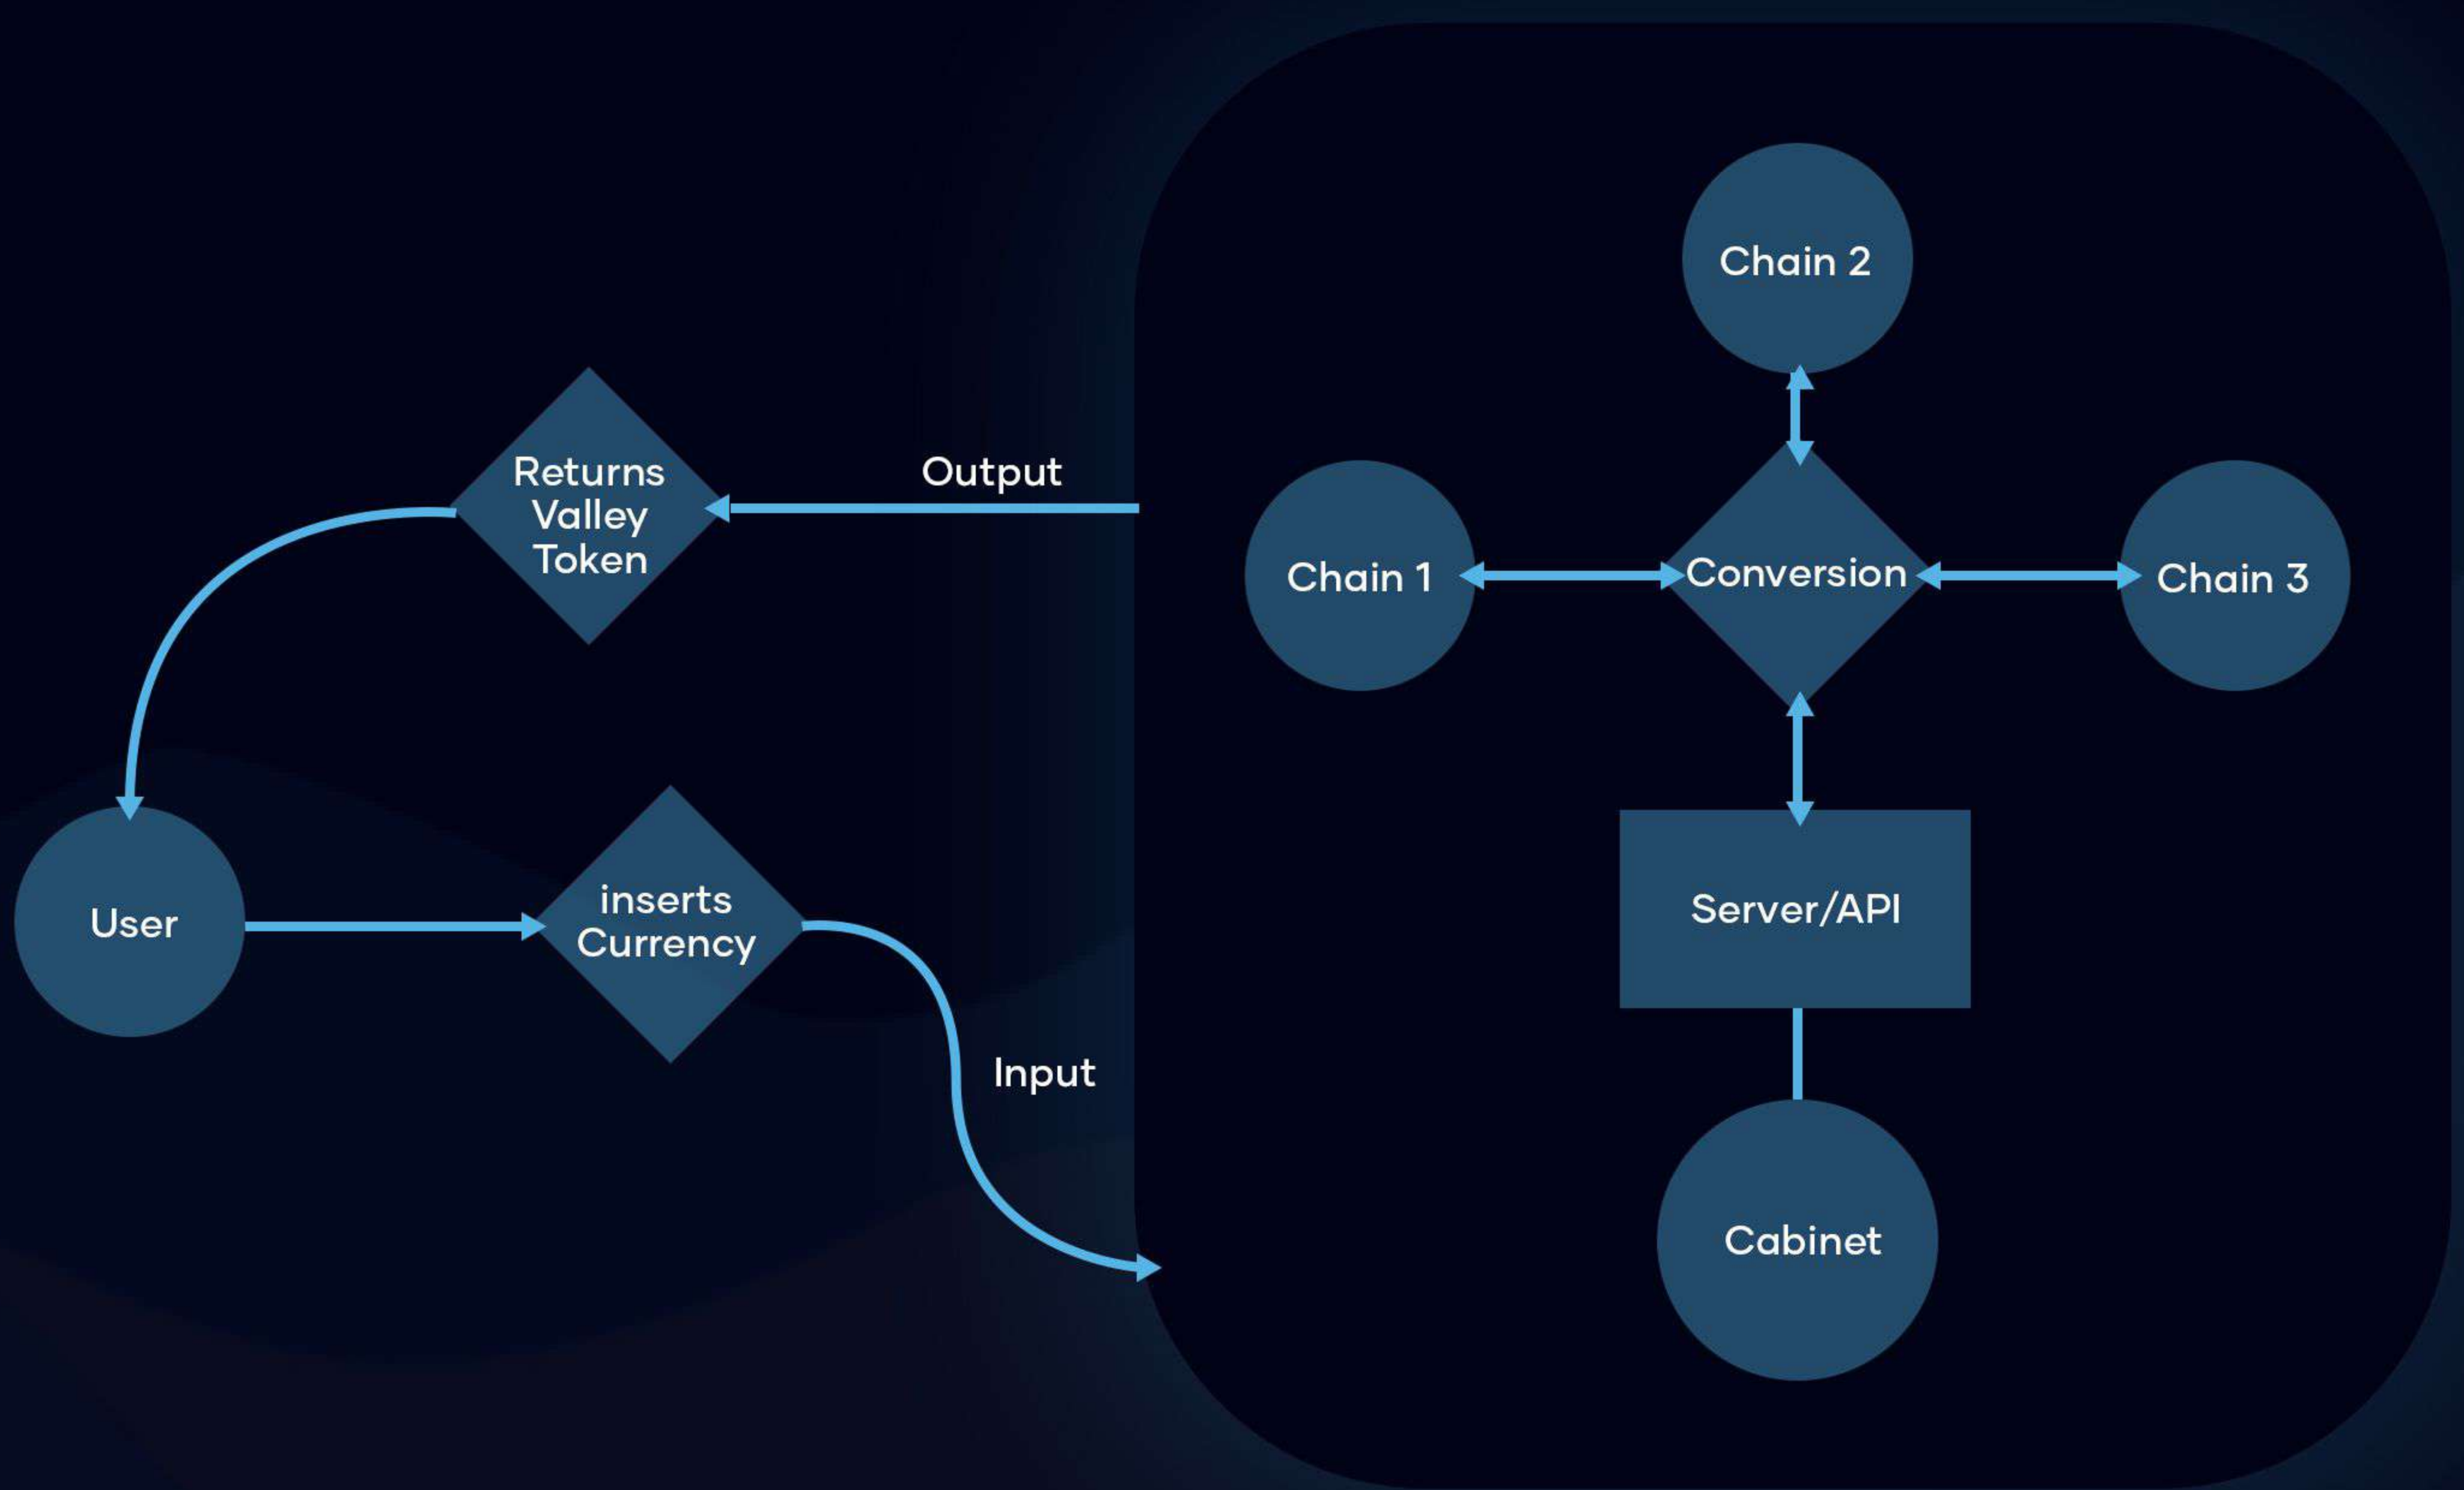 Chain 2
Returns
Valley
Token
Output
Chain 1
Conversion
Chain 3
User
inserts
Currency
Server/API
Input
Cabinet